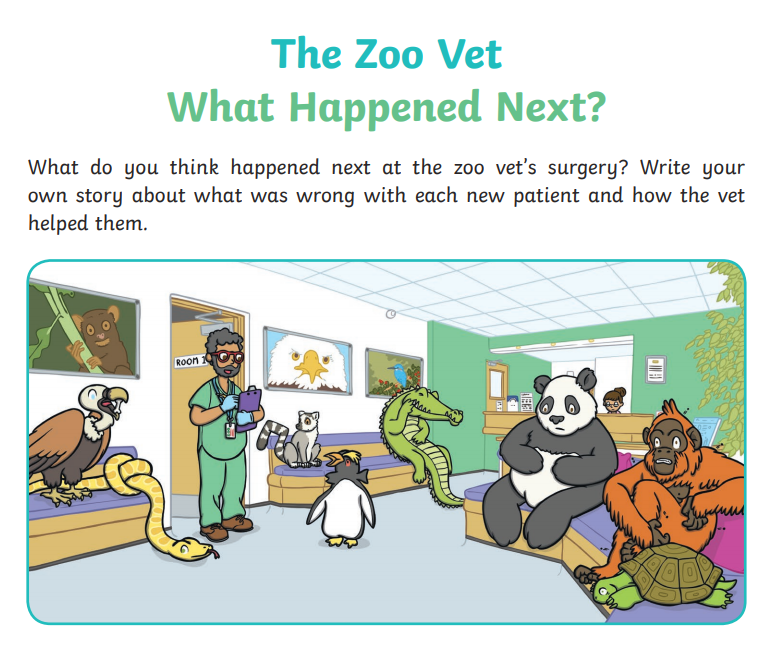 The Zoo Vet
What Happened Next?
What do you think happened next at the zoo vet's surgery? Write your
own story about what was wrong with each new patient and how the vet
helped them.
ROOM 1